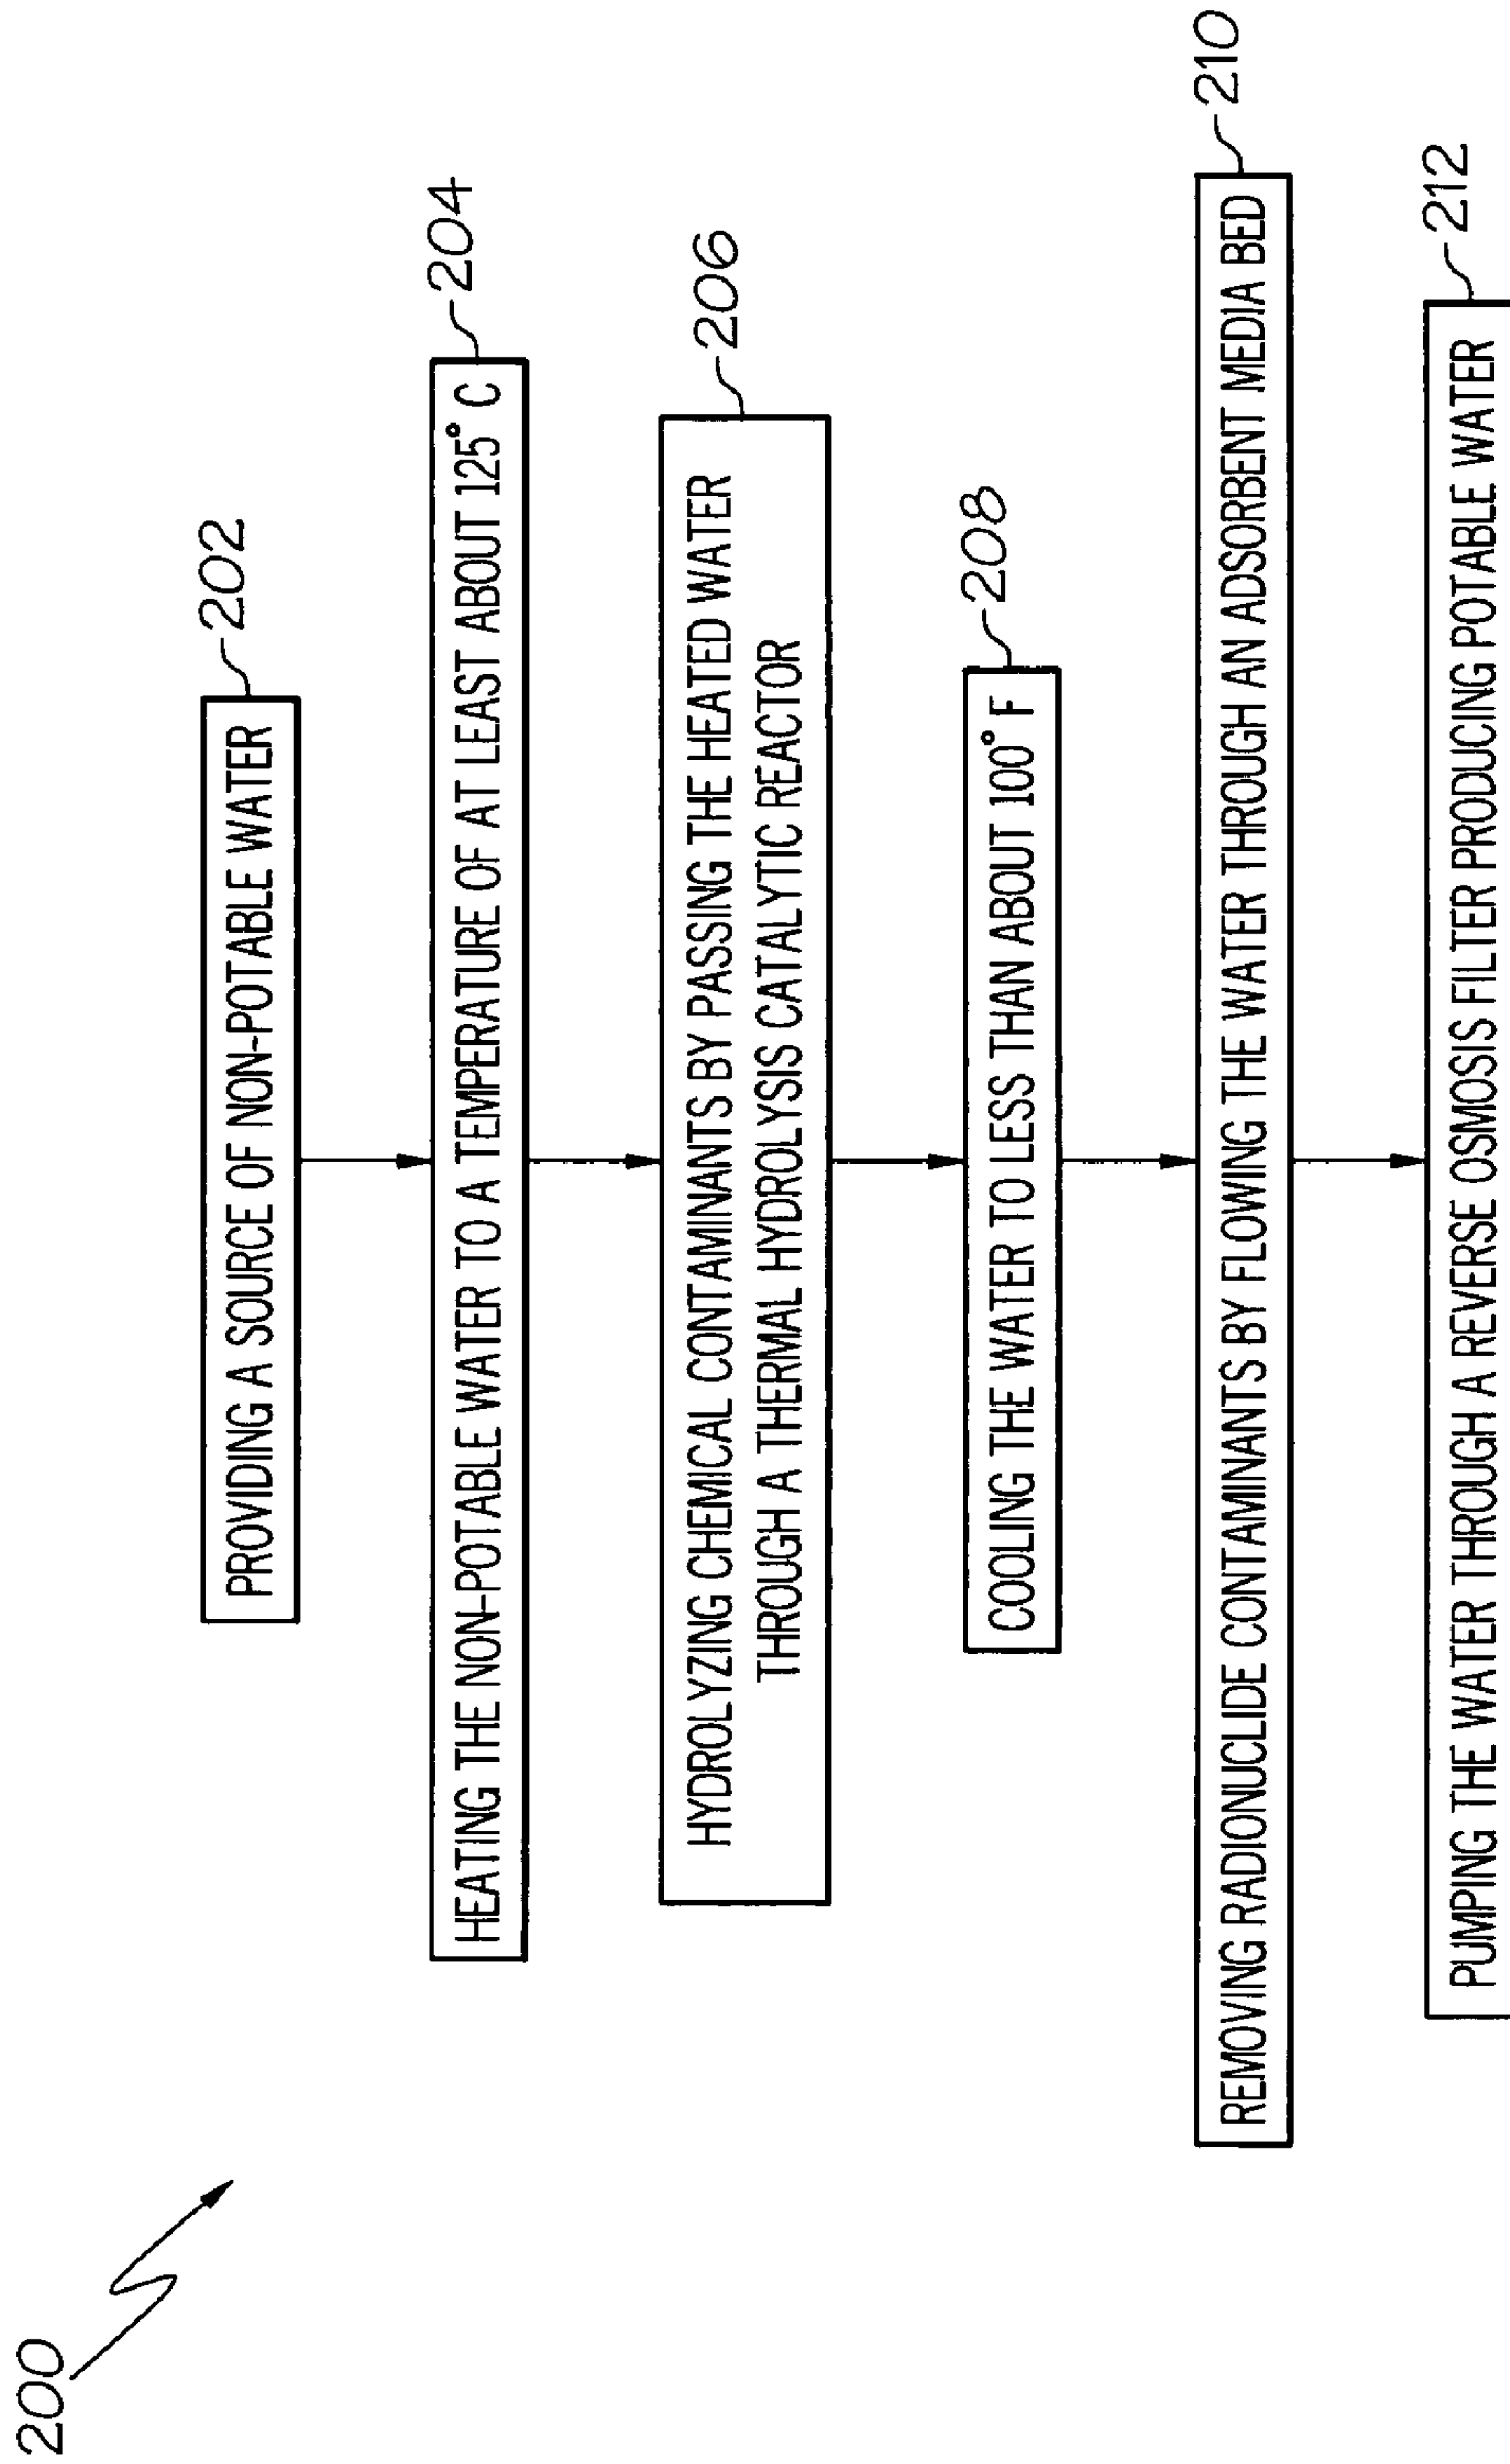 200
PROVIDING A SOURCE OF NON-POTABLE WATER
202
HEATING THE NON-POTABLE WATER TO A TEMPERATURE OF AT LEAST ABOUT 125° C
204
HYDROLYZING CHEMICAL CONTAMINANTS BY PASSING THE HEATED WATER
THROUGH A THERMAL HYDROLYSIS CATALYTIC REACTOR
206
COOLING THE WATER TO LESS THAN ABOUT 100° F
208
REMOVING RADIONUCLIDE CONTAMINANTS BY FLOWING THE WATER THROUGH AN ADSORBENT MEDIA BED
210
PUMPING THE WATER THROUGH A REVERSE OSMOSIS FILTER PRODUCING POTABLE WATER
212